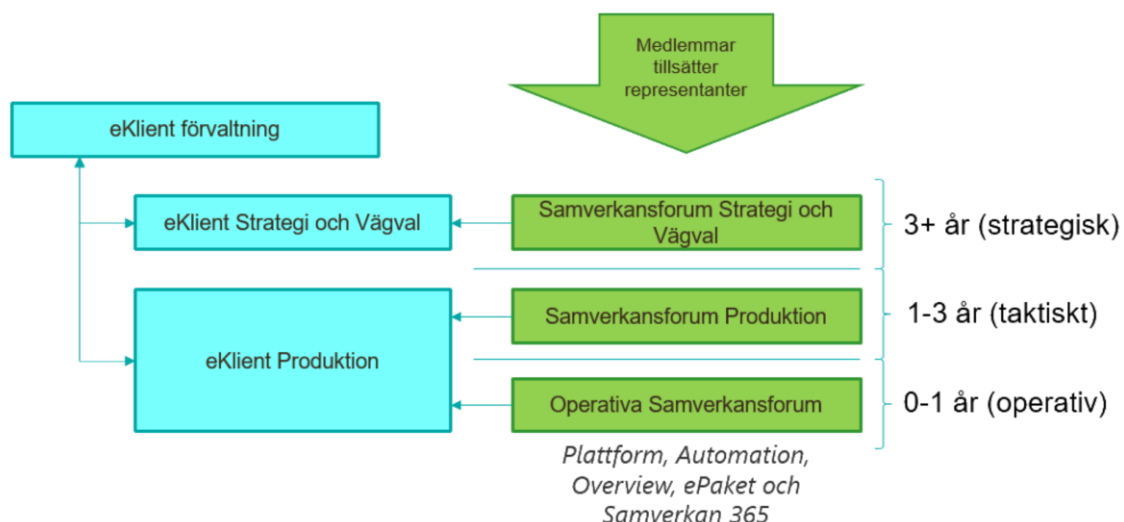 Medlemmar
tillsätter
representanter
eKlient förvaltning
eKlient Strategi och Vägval
Samverkansforum Strategi och
Vägval
3+ år (strategisk)
eKlient Produktion
Samverkansforum Produktion
1-3 år (taktiskt)
Operativa Samverkansforum
0-1 år (operativ)
Plattform, Automation,
Overview, ePaket och
Samverkan 365